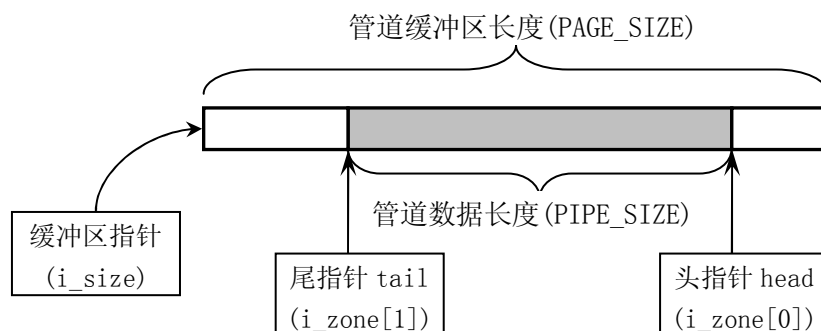 管道缓冲区长度(PAGE_SIZE)
管道数据长度(PIPE_SIZE)
缓冲区指针
(i_size)
尾指针 tail
(i_zone[1])
头指针 head
(i_zone[0])